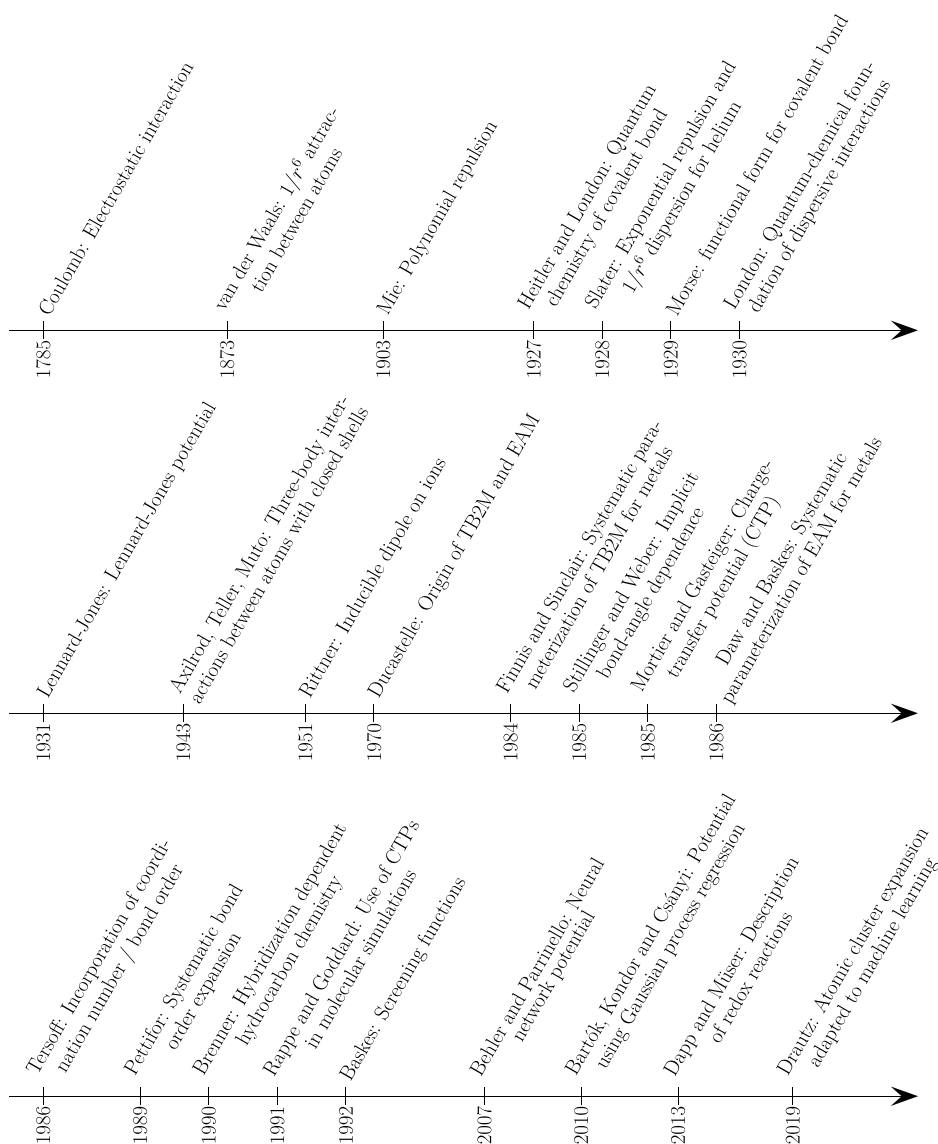 Coulomb: Electrostatic interaction
van der Waals: 1/r⁶ attrac-
tion between atoms
Mie: Polynomial repulsion
Heitler and London: Quantum
chemistry of covalent bond
Slater: Exponential repulsion and
1/r⁶ dispersion for helium
Morse: functional form for covalent bond
London: Quantum-chemical foun-
dation of dispersive interactions
1785
1873
1903
1927
1928
1929
1930
Lennard-Jones: Lennard-Jones potential
Axilrod, Teller, Muto: Three-body inter-
actions between atoms with closed shells
Rittner: Inducible dipole on ions
Ducastelle: Origin of TB2M and EAM
Finnis and Sinclair: Systematic para-
meterization of TB2M for metals
Stillinger and Weber: Implicit
bond-angle dependence
Mortier and Gasteiger: Charge-
transfer potential (CTP)
Daw and Baskes: Systematic
parameterization of EAM for metals
1931
1943
1951
1970
1984
1985
1985
1986
Tersoff: Incorporation of coordi-
nation number / bond order
Pettifor: Systematic bond
order expansion
Brenner: Hybridization dependent
hydrocarbon chemistry
Rappe and Goddard: Use of CTPs
in molecular simulations
Baskes: Screening functions
Behler and Parrinello: Neural
network potential
Bartók, Kondor and Csányi: Potential
using Gaussian process regression
Dapp and Müser: Description
of redox reactions
Drautz: Atomic cluster expansion
adapted to machine learning
1986
1989
1990
1991
1992
2007
2010
2013
2019